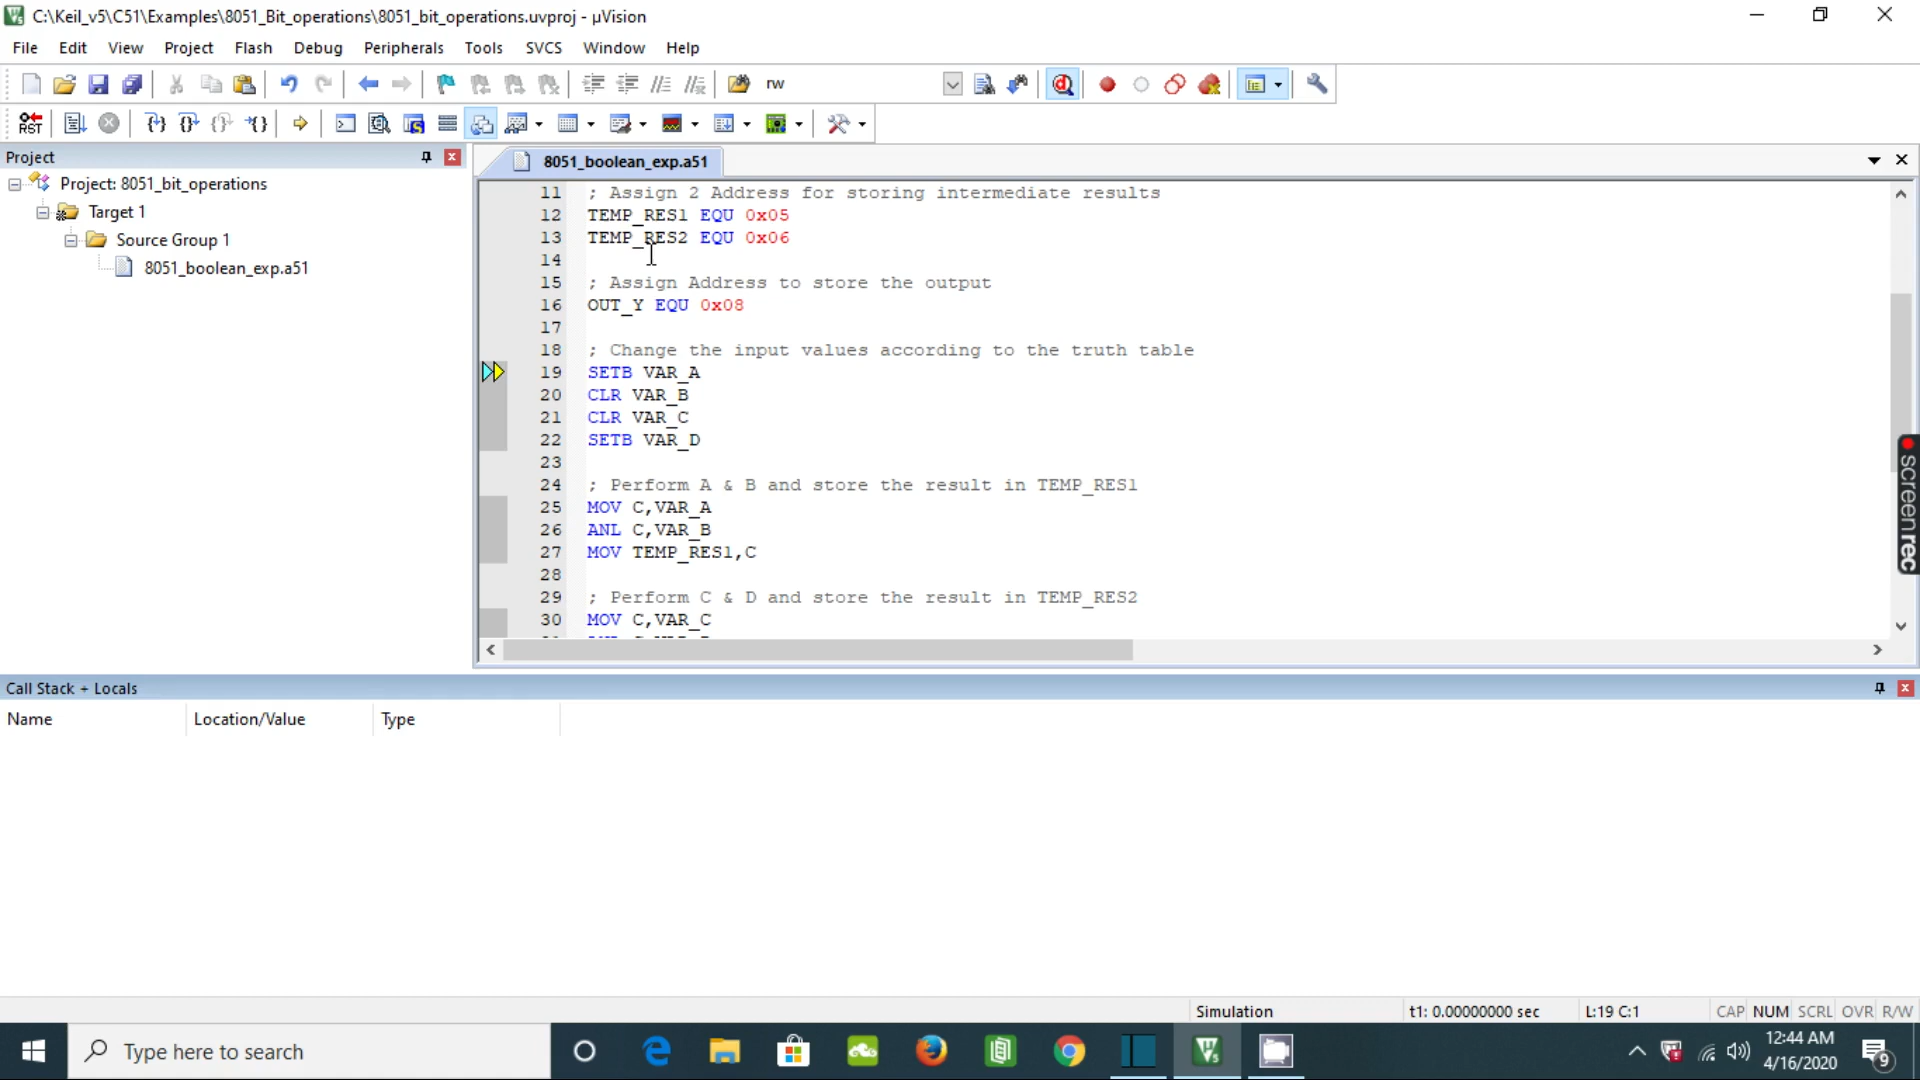 C:\Keil_v5\C51\Examples\8051_Bit_operations\8051_bit_operations.uvproj - µVision
File Edit View Project Flash Debug Peripherals Tools SVCS Window Help
rw
RST
Project
8051_boolean_exp.a51
Project: 8051_bit_operations
Target 1
Source Group 1
8051_boolean_exp.a51
11 ; Assign 2 Address for storing intermediate results
12 TEMP_RES1 EQU 0x05
13 TEMP_RES2 EQU 0x06
14
15 ; Assign Address to store the output
16 OUT_Y EQU 0x08
17
18 ; Change the input values according to the truth table
19 SETB VAR_A
20 CLR VAR_B
21 CLR VAR_C
22 SETB VAR_D
23
24 ; Perform A & B and store the result in TEMP_RES1
25 MOV C,VAR_A
26 ANL C,VAR_B
27 MOV TEMP_RES1,C
28
29 ; Perform C & D and store the result in TEMP_RES2
30 MOV C,VAR_C
screenrec
Call Stack + Locals
Name Location/Value Type
Simulation t1: 0.00000000 sec L:19 C:1 CAP NUM SCRL OVR R/W
Type here to search
12:44 AM
4/16/2020
9